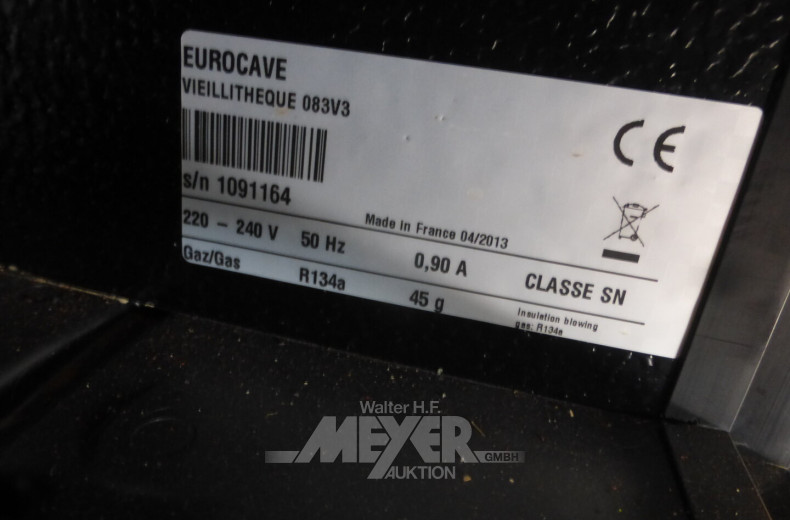 EUROCAVE
VIEILLITHEQUE 083V3
s/n 1091164
Made in France 04/2013
220 - 240 V 50 Hz 0,90 A CLASSE SN
Gaz/Gas R134a 45 g Insulation blowing
gas: R134a
CE
Walter H.F.
MEYER
GMBH
AUKTION